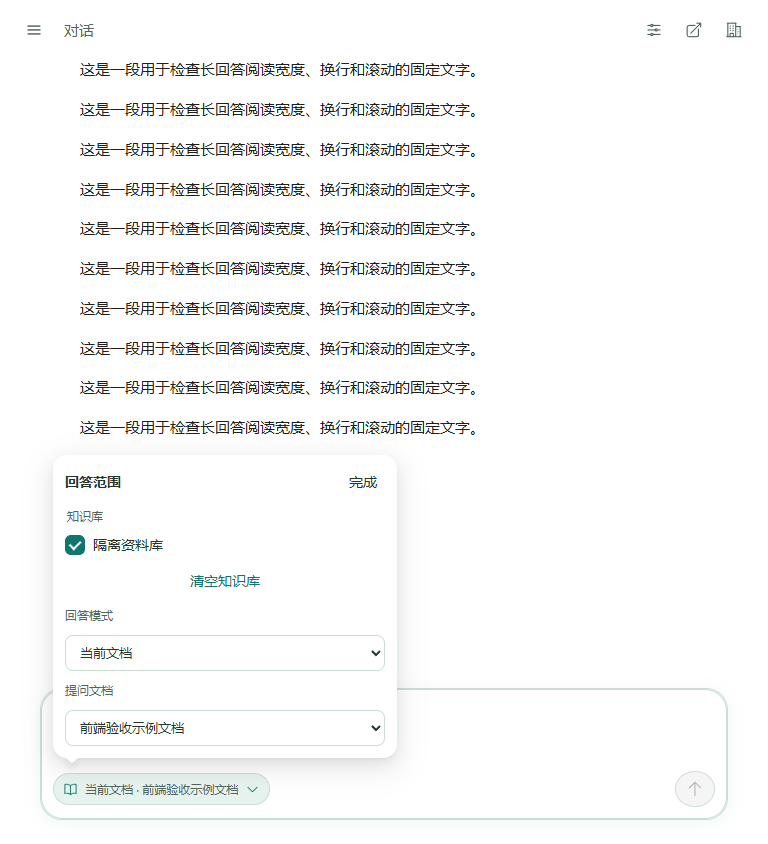 对话
这是一段用于检查长回答阅读宽度、换行和滚动的固定文字。
这是一段用于检查长回答阅读宽度、换行和滚动的固定文字。
这是一段用于检查长回答阅读宽度、换行和滚动的固定文字。
这是一段用于检查长回答阅读宽度、换行和滚动的固定文字。
这是一段用于检查长回答阅读宽度、换行和滚动的固定文字。
这是一段用于检查长回答阅读宽度、换行和滚动的固定文字。
这是一段用于检查长回答阅读宽度、换行和滚动的固定文字。
这是一段用于检查长回答阅读宽度、换行和滚动的固定文字。
这是一段用于检查长回答阅读宽度、换行和滚动的固定文字。
这是一段用于检查长回答阅读宽度、换行和滚动的固定文字。
回答范围 完成
知识库
隔离资料库
清空知识库
回答模式
当前文档
提问文档
前端验收示例文档
当前文档 · 前端验收示例文档